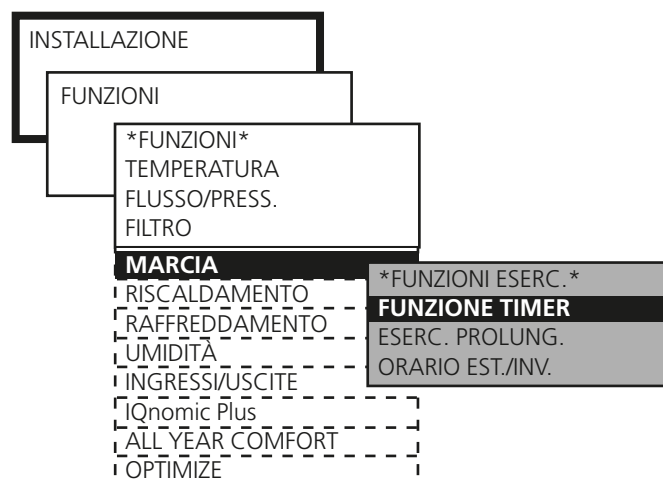 INSTALLAZIONE
FUNZIONI
*FUNZIONI*
TEMPERATURA
FLUSSO/PRESS.
FILTRO
MARCIA
RISCALDAMENTO
RAFFREDDAMENTO
UMIDITÀ
INGRESSI/USCITE
IQnomic Plus
ALL YEAR COMFORT
OPTIMIZE
*FUNZIONI ESERC.*
FUNZIONE TIMER
ESERC. PROLUNG.
ORARIO EST./INV.